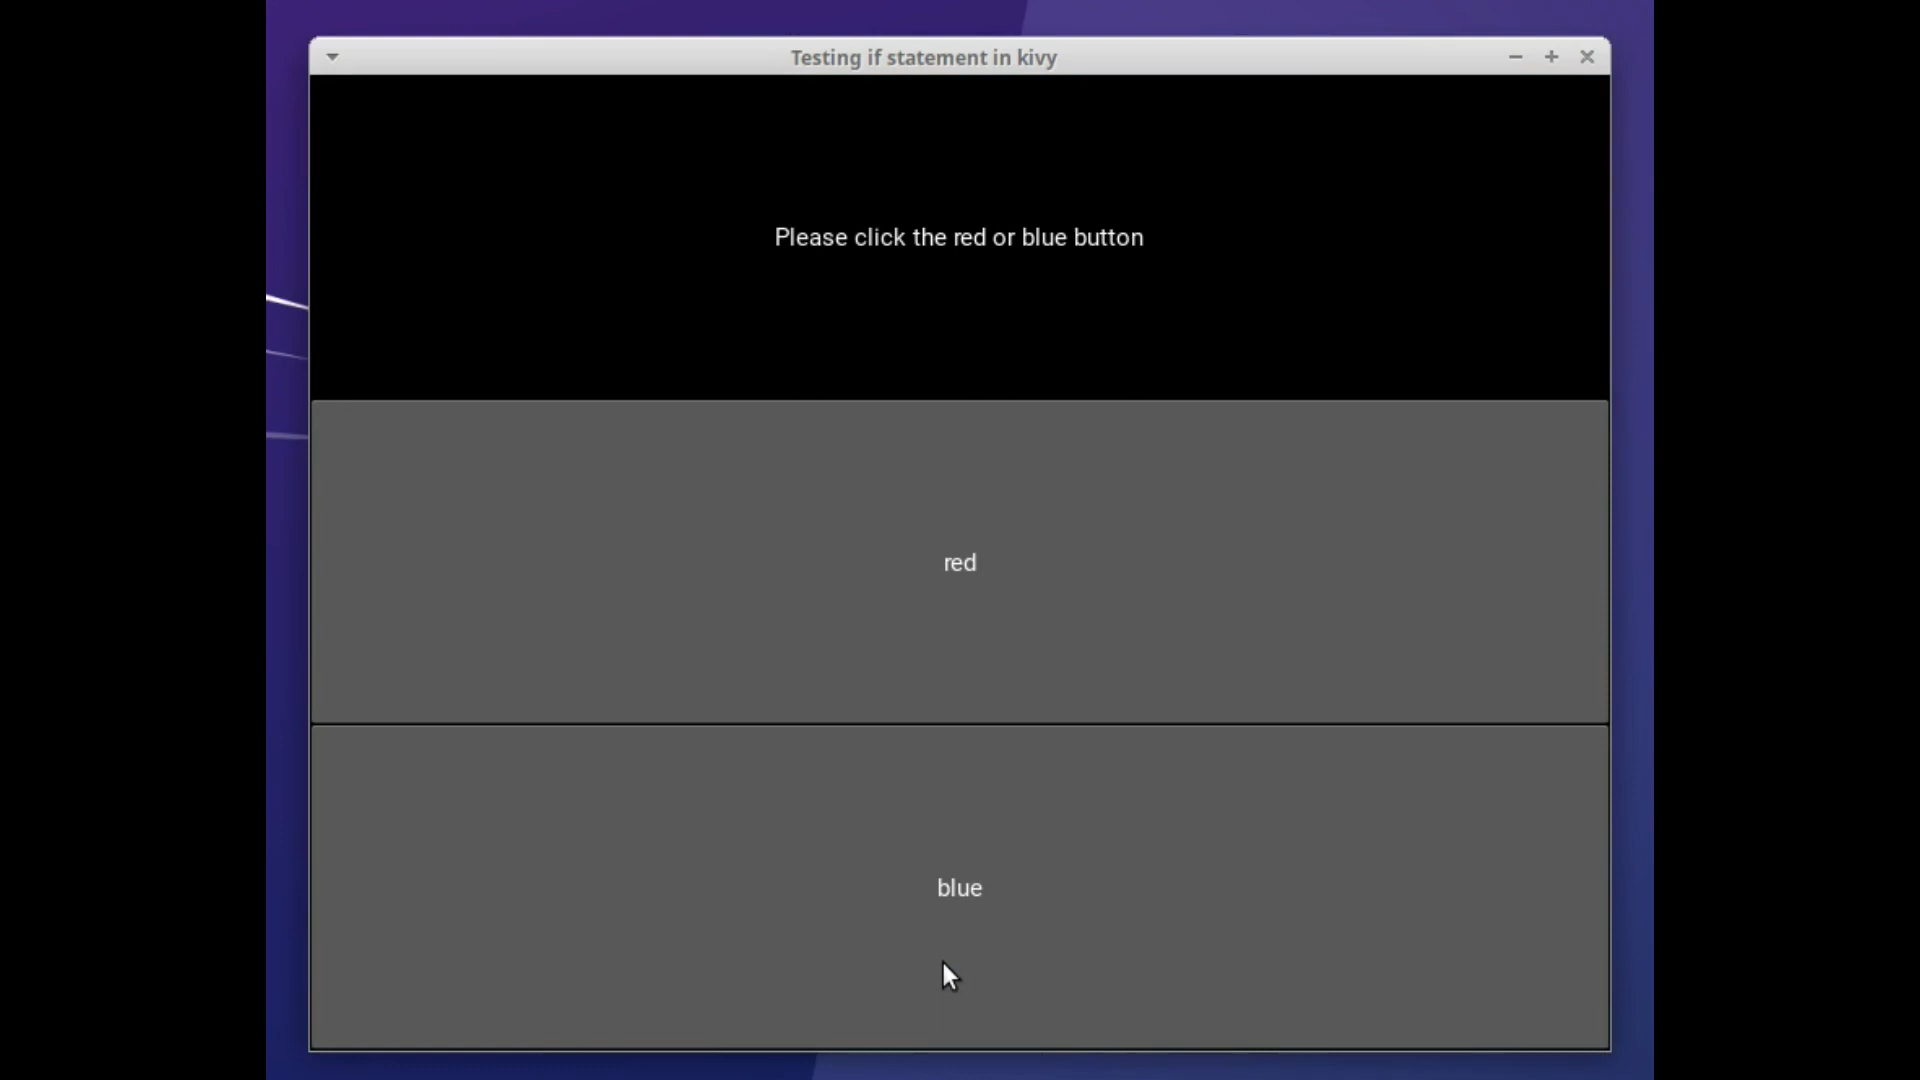 Testing if statement in kivy
Please click the red or blue button
red
blue